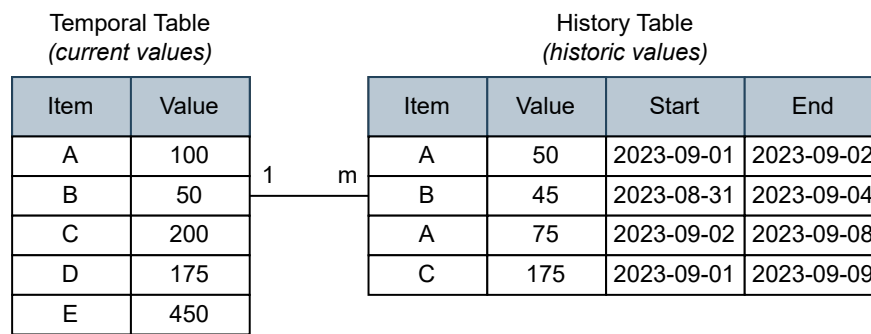 Temporal Table
(current values)
Item Value
A 100
B 50
C 200
D 175
E 450
1 m
History Table
(historic values)
Item Value Start End
A 50 2023-09-01 2023-09-02
B 45 2023-08-31 2023-09-04
A 75 2023-09-02 2023-09-08
C 175 2023-09-01 2023-09-09